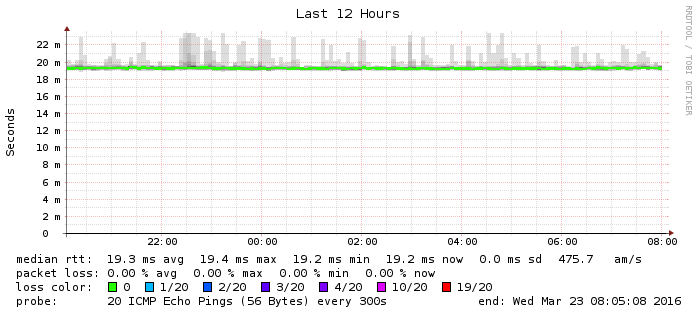 Last 12 Hours
RRDTOOL / TOBI OETIKER
Seconds
22 m
20 m
18 m
16 m
14 m
12 m
10 m
8 m
6 m
4 m
2 m
0
22:00 00:00 02:00 04:00 06:00 08:00
median rtt: 19.3 ms avg 19.4 ms max 19.2 ms min 19.2 ms now 0.0 ms sd 475.7 am/s
packet loss: 0.00 % avg 0.00 % max 0.00 % min 0.00 % now
loss color: 0 1/20 2/20 3/20 4/20 10/20 19/20
probe: 20 ICMP Echo Pings (56 Bytes) every 300s end: Wed Mar 23 08:05:08 2016